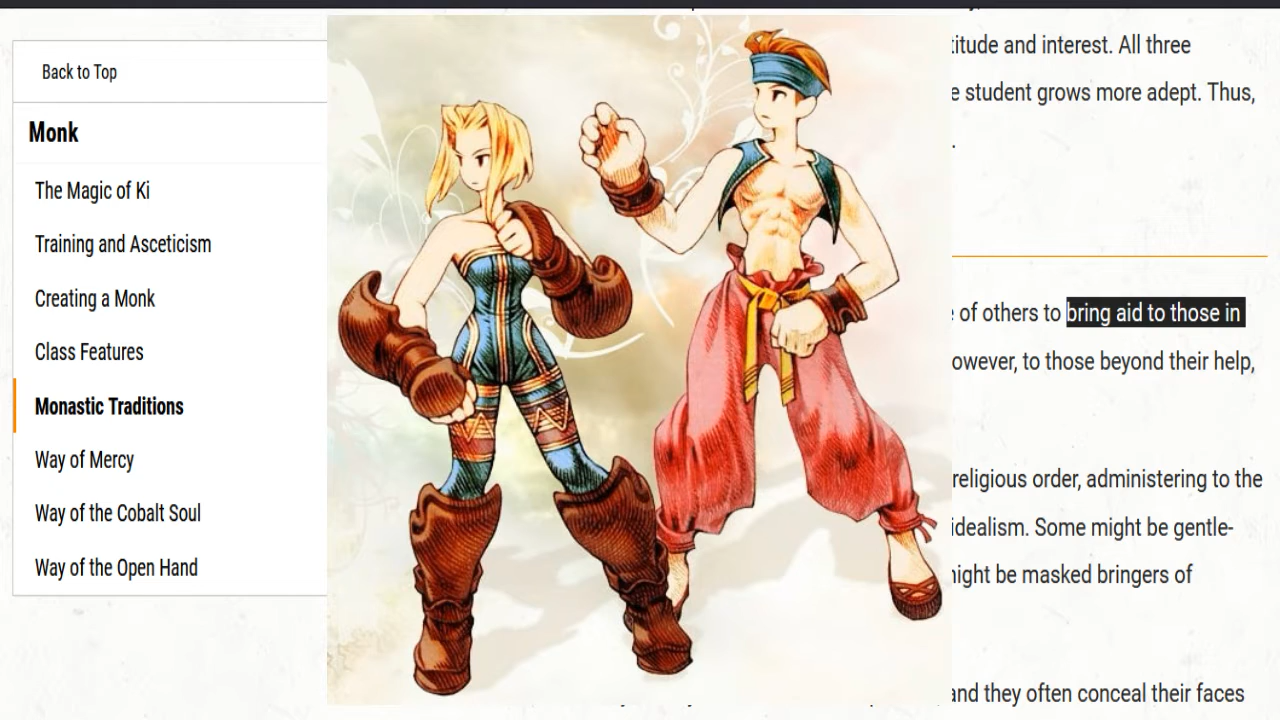 Back to Top
Monk
The Magic of Ki
Training and Asceticism
Creating a Monk
Class Features
Monastic Traditions
Way of Mercy
Way of the Cobalt Soul
Way of the Open Hand
and interest. All three
student grows more adept. Thus,
of others to bring aid to those in
to those beyond their help,
religious order, administering to the
idealism. Some might be gentle-
might be masked bringers of
and they often conceal their faces